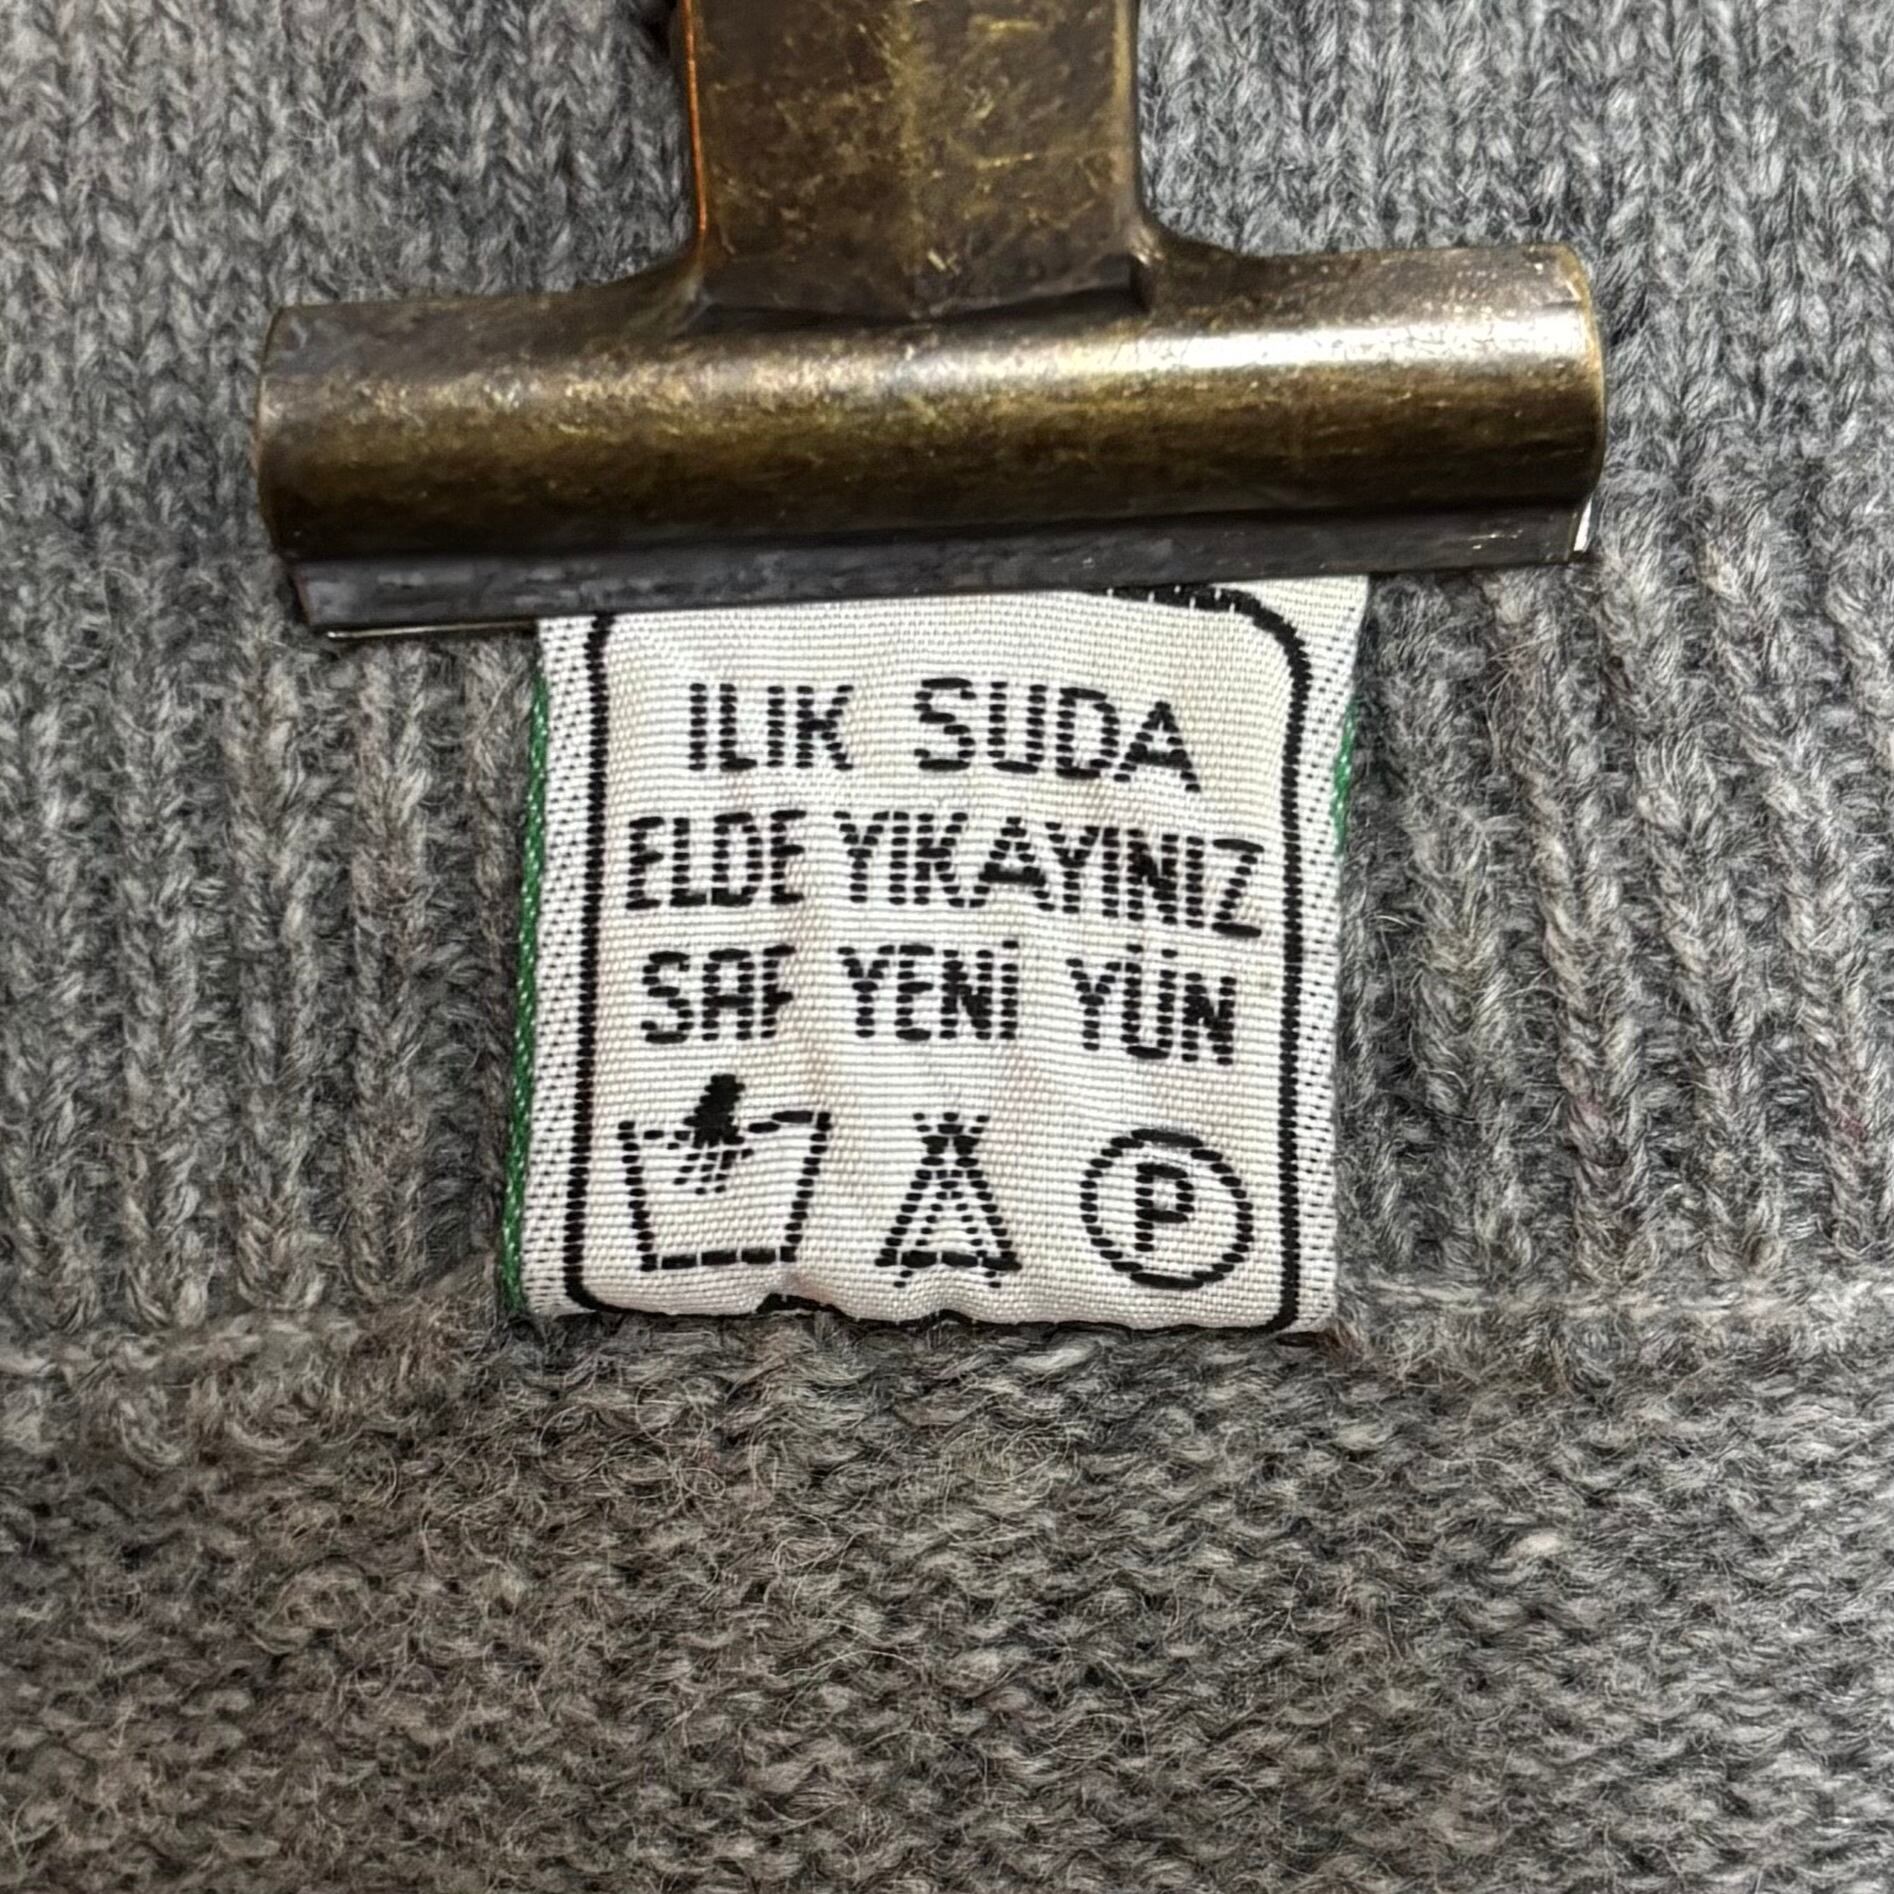 ILIK SUDA
ELDE YIKAYINIZ
SAF YENİ YÜN
P